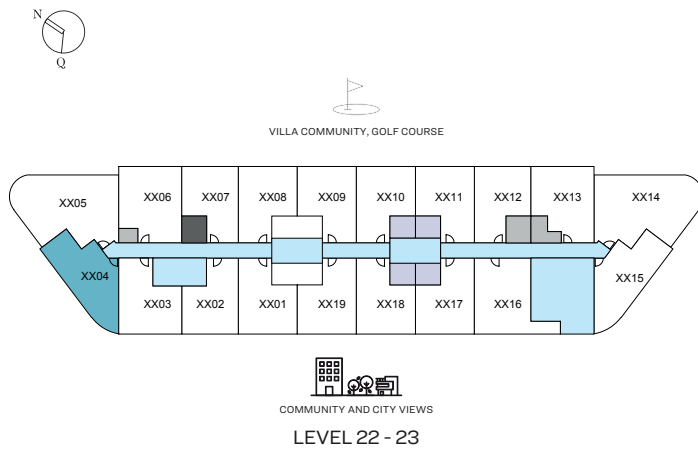 N
Q
VILLA COMMUNITY, GOLF COURSE
XX05
XX06
XX07
XX08
XX09
XX10
XX11
XX12
XX13
XX14
XX04
XX03
XX02
XX01
XX19
XX18
XX17
XX16
XX15
COMMUNITY AND CITY VIEWS
LEVEL 22 - 23